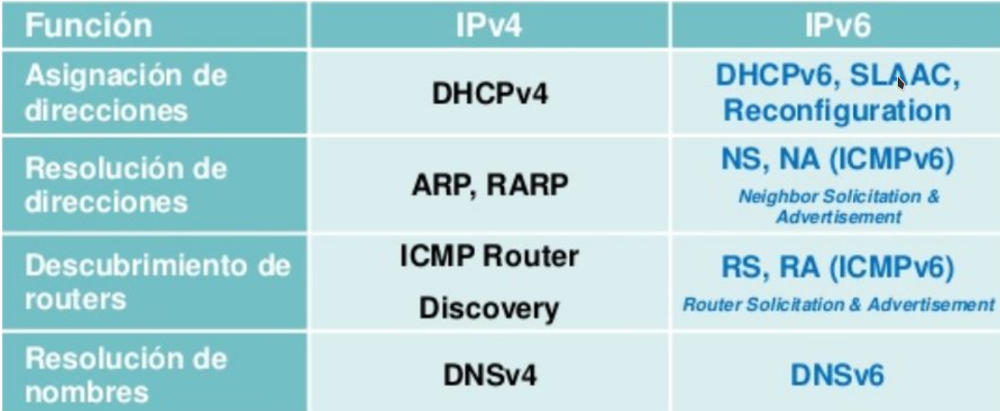 Función IPv4 IPv6
Asignación de
direcciones
DHCPv4
DHCPv6, SLAAC,
Reconfiguration
Resolución de
direcciones
ARP, RARP
NS, NA (ICMPv6)
Neighbor Solicitation &
Advertisement
Descubrimiento de
routers
ICMP Router
Discovery
RS, RA (ICMPv6)
Router Solicitation & Advertisement
Resolución de
nombres
DNSv4
DNSv6